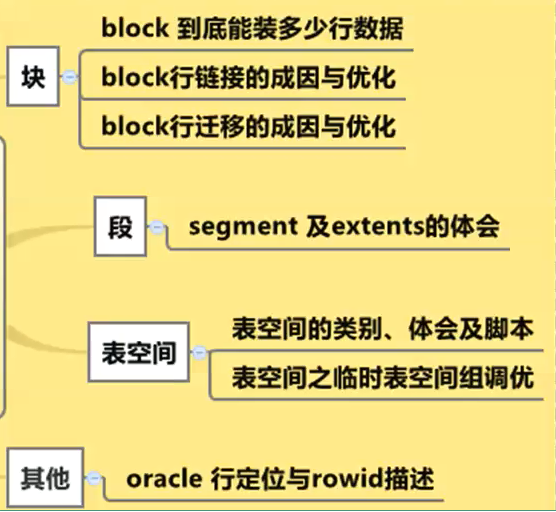 block 到底能装多少行数据
块
block行链接的成因与优化
block行迁移的成因与优化
段
segment 及extents的体会
表空间
表空间的类别、体会及脚本
表空间之临时表空间组调优
其他
oracle 行定位与rowid描述